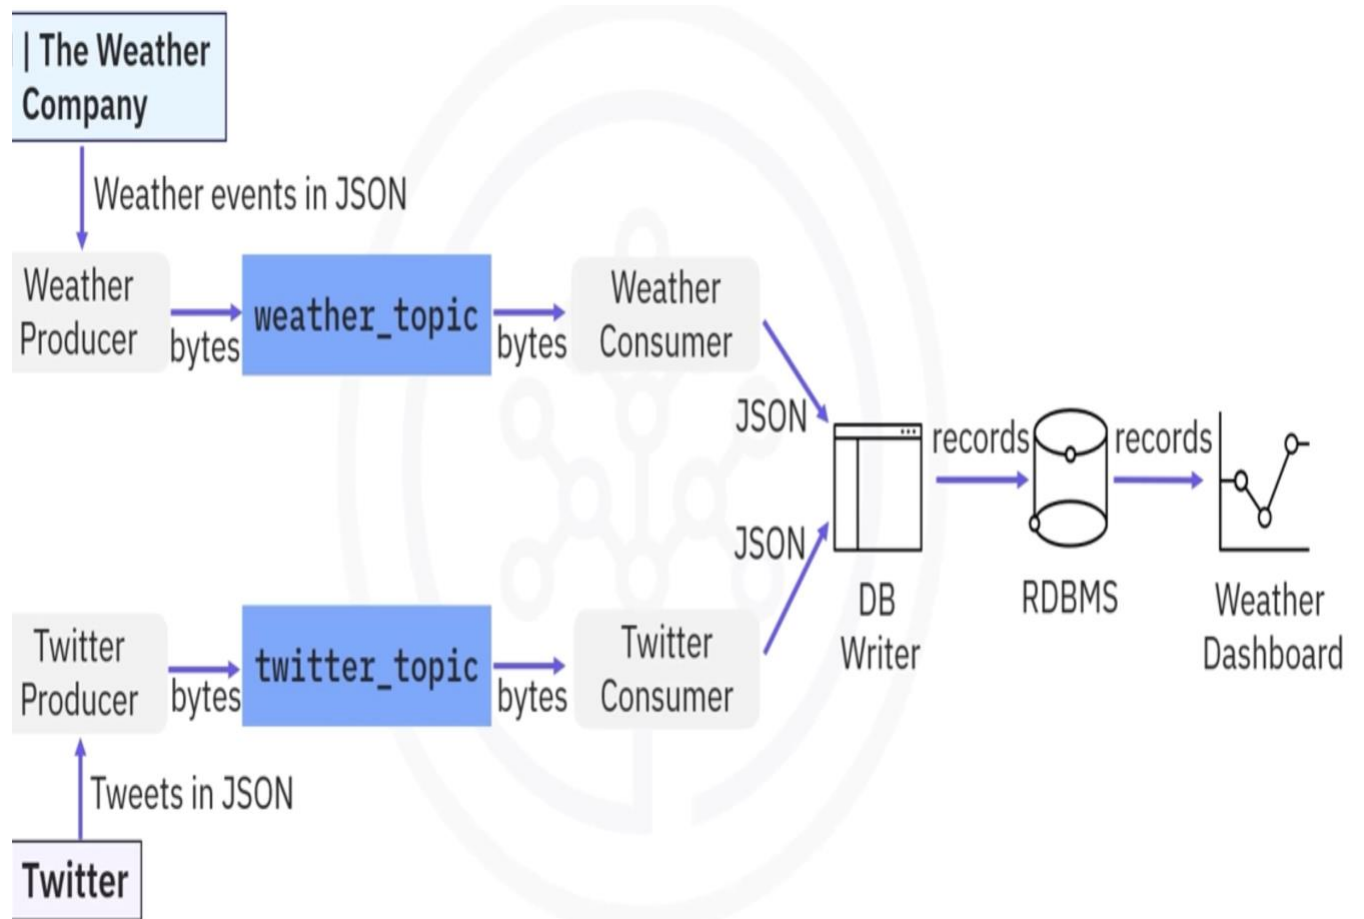 | The Weather
Company
Weather events in JSON
Weather
Producer
bytes
weather_topic
bytes
Weather
Consumer
JSON
records
records
JSON
DB
Writer
RDBMS
Weather
Dashboard
Twitter
Producer
bytes
twitter_topic
bytes
Twitter
Consumer
Tweets in JSON
Twitter